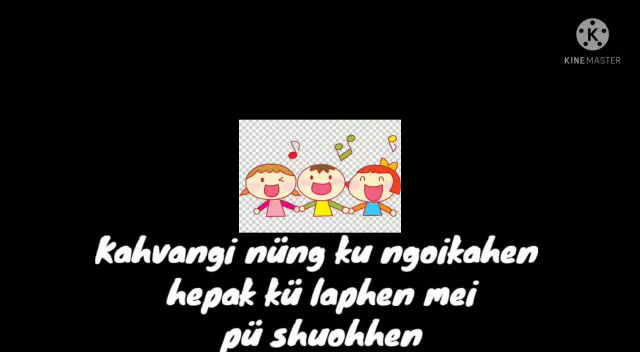 K
KINEMASTER
Kahvangi nüng ku ngoikahen
hepak kü laphen mei
pü shuohhen